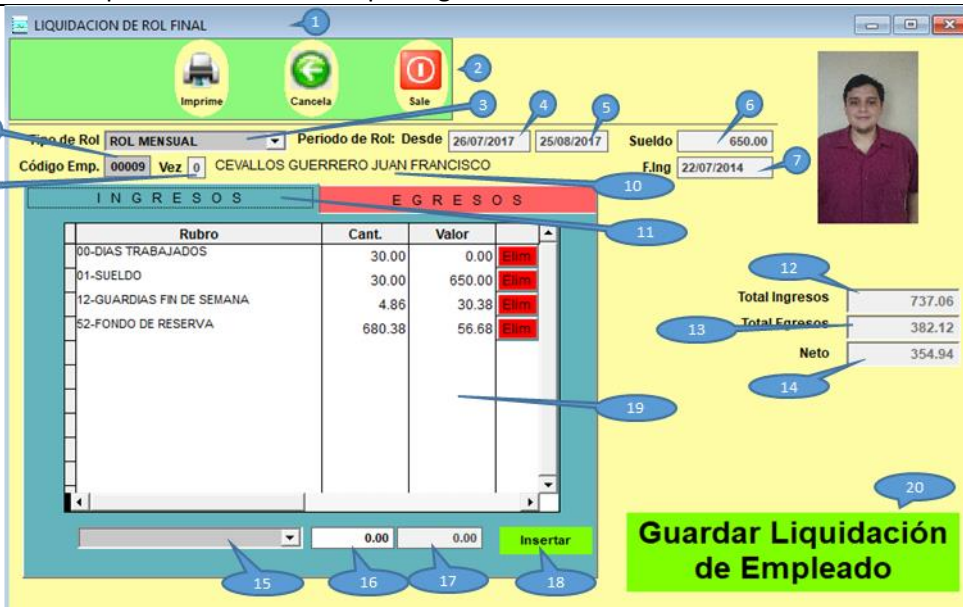 LIQUIDACION DE ROL FINAL 1
Imprime Cancela Sale 2
3 4 5 6
Tipo de Rol ROL MENSUAL Periodo de Rol: Desde 26/07/2017 25/08/2017 Sueldo 650.00
7
Código Emp. 00009 Vez 0 CEVALLOS GUERRERO JUAN FRANCISCO F.Ing 22/07/2014
10
INGRESOS EGRESOS
11
Rubro Cant. Valor
00-DIAS TRABAJADOS 30.00 0.00 Elim
01-SUELDO 30.00 650.00 Elim
12-GUARDIAS FIN DE SEMANA 4.86 30.38 Elim
52-FONDO DE RESERVA 680.38 56.68 Elim
12
Total Ingresos 737.06
13 Total Egresos 382.12
Neto 354.94
14
19
20
0.00 0.00 Insertar
15 16 17 18
Guardar Liquidación
de Empleado